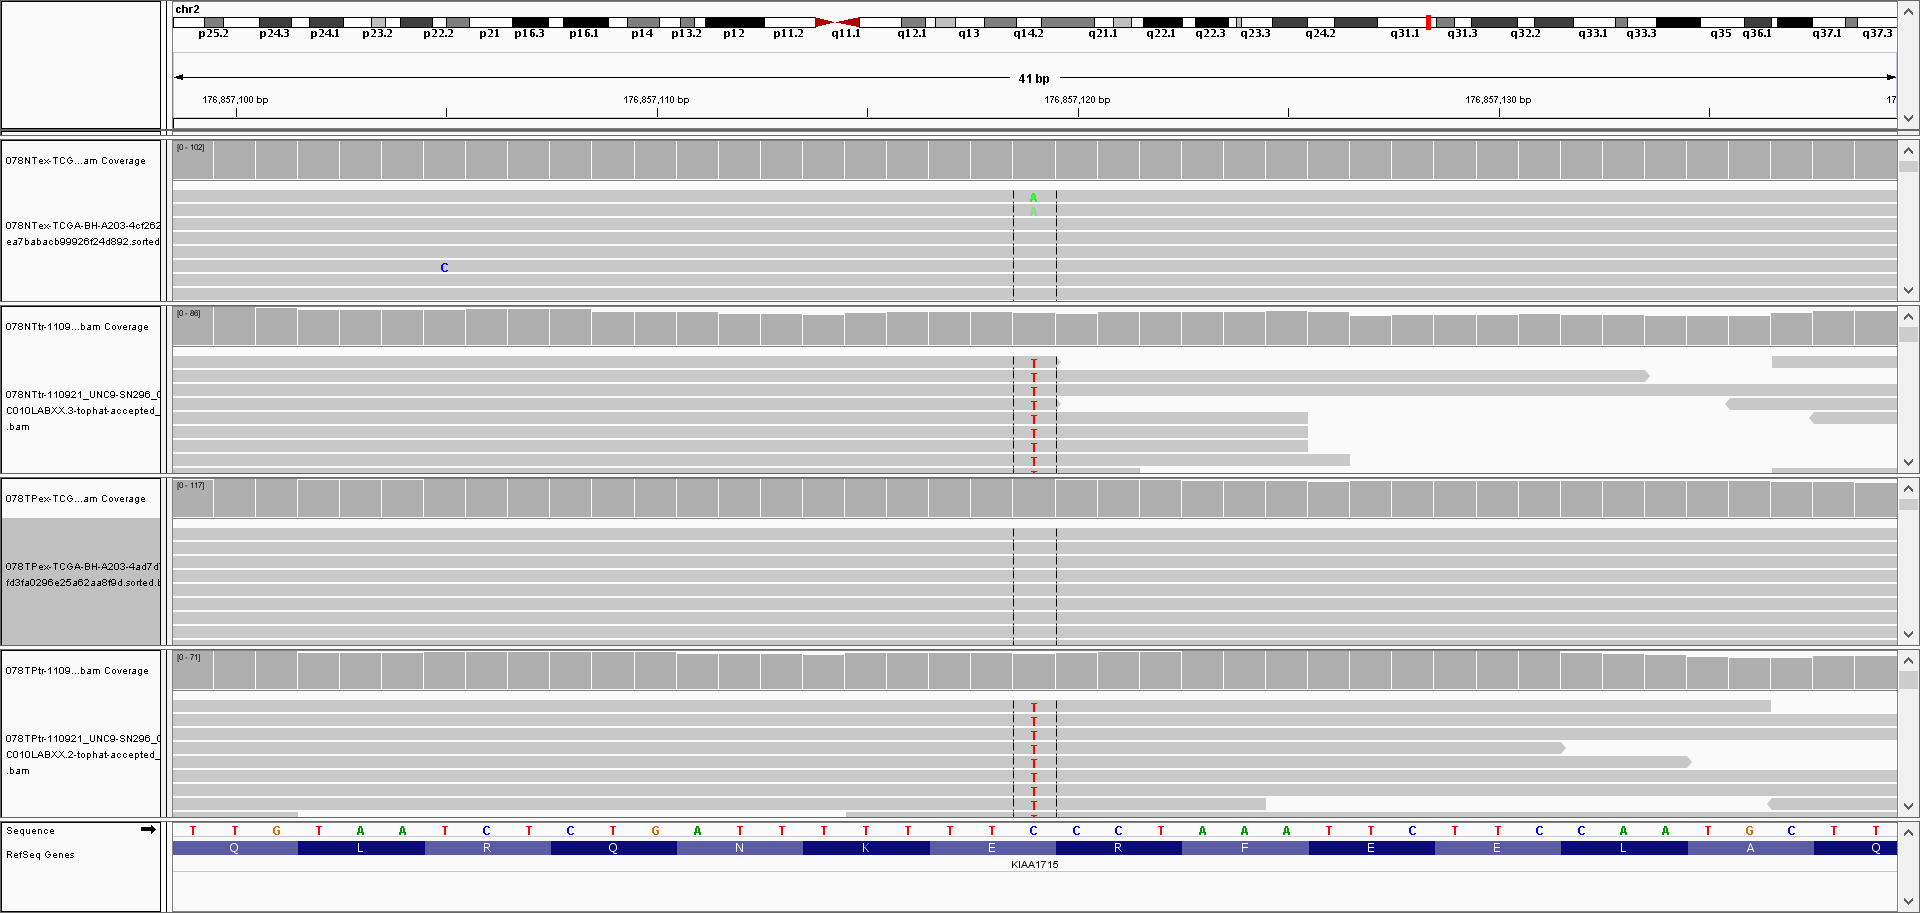 chr2
p25.2 p24.3 p24.1 p23.2 p22.2 p21 p16.3 p16.1 p14 p13.2 p12 p11.2 q11.1 q12.1 q13 q14.2 q21.1 q22.1 q22.3 q23.3 q24.2 q31.1 q31.3 q32.2 q33.1 q33.3 q35 q36.1 q37.1 q37.3
41 bp
176,857,100 bp 176,857,110 bp 176,857,120 bp 176,857,130 bp 17
078NTex-TCG...am Coverage
[0 - 102]
A
A
078NTex-TCGA-BH-A203-4cf262
ea7babacb99926f24d892.sorted
C
078NTtr-1109...bam Coverage
[0 - 86]
T
T
T
T
T
T
T
T
078NTtr-110921_UNC9-SN296_0
C010LABXX.3-tophat-accepted_
.bam
078TPex-TCG...am Coverage
[0 - 117]
078TPex-TCGA-BH-A203-4ad7d
fd3fa0296e25a62aa8f9d.sorted.b
078TPtr-1109...bam Coverage
[0 - 71]
T
T
T
T
T
T
T
T
078TPtr-110921_UNC9-SN296_0
C010LABXX.2-tophat-accepted_
.bam
Sequence T T G T A A T C T C T G A T T T T T T T C C C T A A A T T C T T C C A A T G C T T
RefSeq Genes Q L R Q N K E R F E E L A Q
KIAA1715